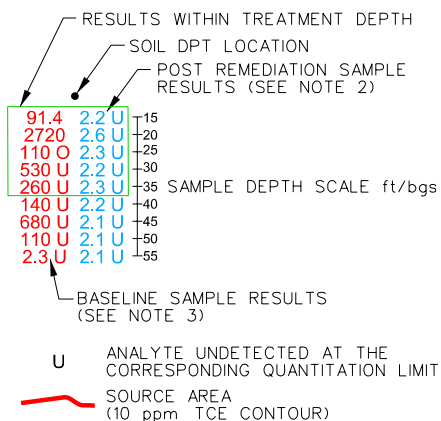 RESULTS WITHIN TREATMENT DEPTH
SOIL DPT LOCATION
POST REMEDIATION SAMPLE
RESULTS (SEE NOTE 2)
91.4 2.2 U 15
2720 2.6 U 20
110 O 2.3 U 25
530 U 2.2 U 30
260 U 2.3 U 35 SAMPLE DEPTH SCALE ft/bgs
140 U 2.2 U 40
680 U 2.1 U 45
110 U 2.1 U 50
2.3 U 2.1 U 55
BASELINE SAMPLE RESULTS
(SEE NOTE 3)
U ANALYTE UNDETECTED AT THE
CORRESPONDING QUANTITATION LIMIT
SOURCE AREA
(10 ppm TCE CONTOUR)